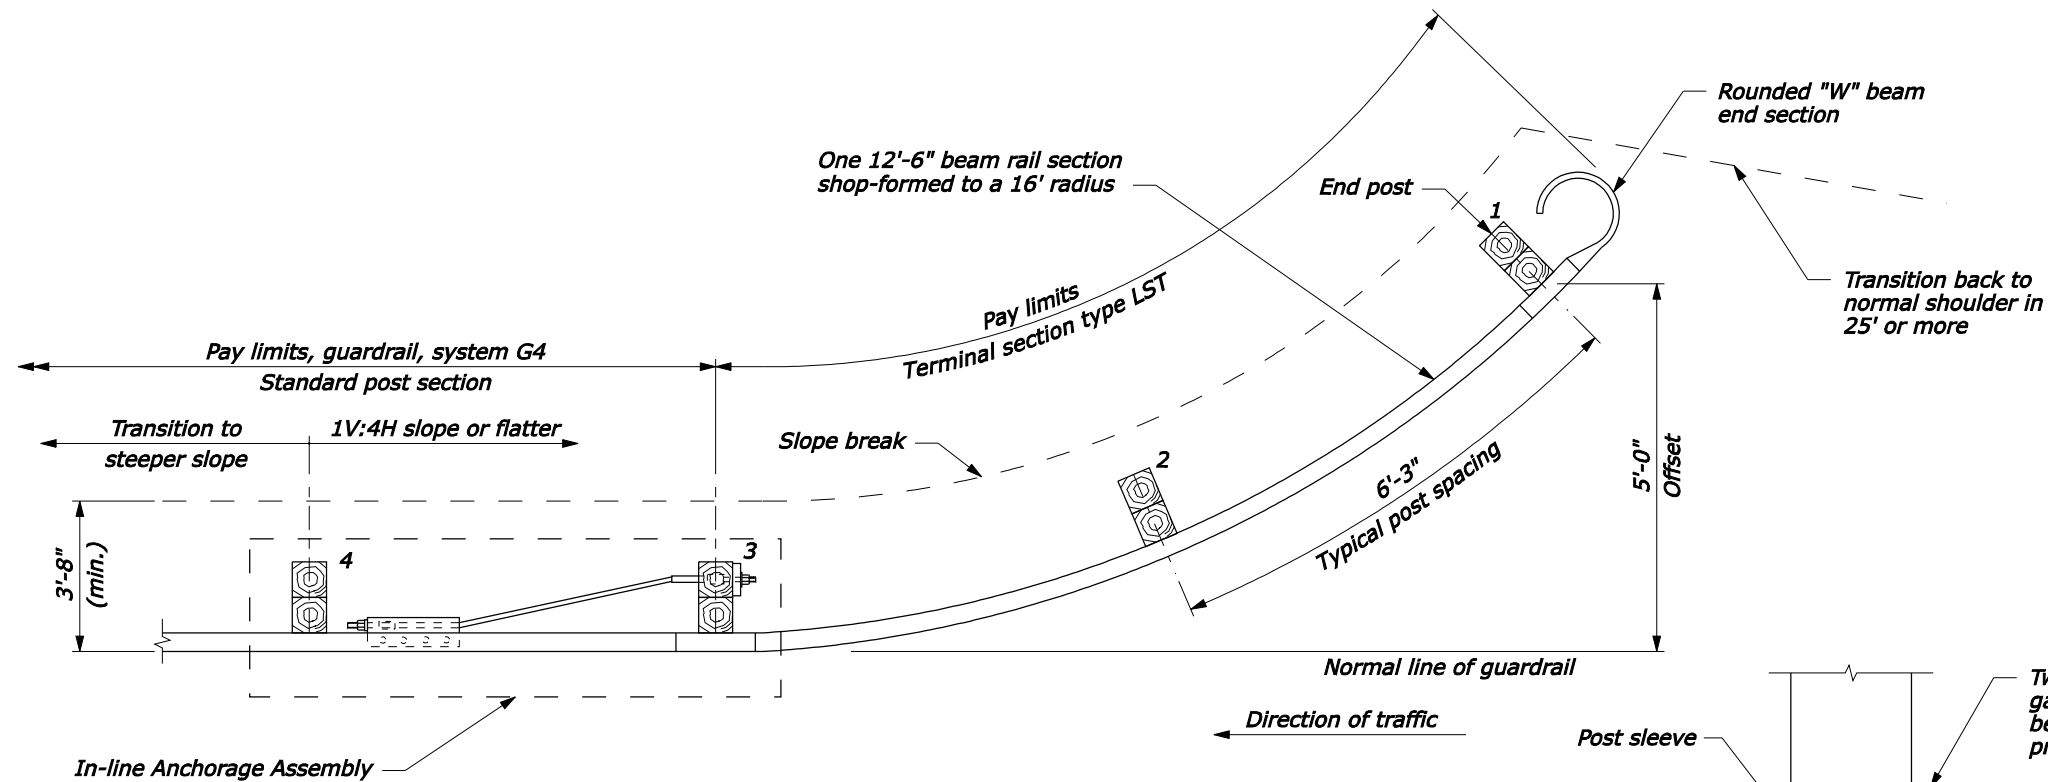 Rounded "W" beam
end section
One 12'-6" beam rail section
shop-formed to a 16' radius
End post
1
Transition back to
normal shoulder in
25' or more
Pay limits
Terminal section type LST
Pay limits, guardrail, system G4
Standard post section
Transition to
steeper slope
1V:4H slope or flatter
Slope break
2
6'-3"
Typical post spacing
5'-0"
Offset
3'-8"
(min.)
4
3
Normal line of guardrail
Direction of traffic
In-line Anchorage Assembly
Post sleeve